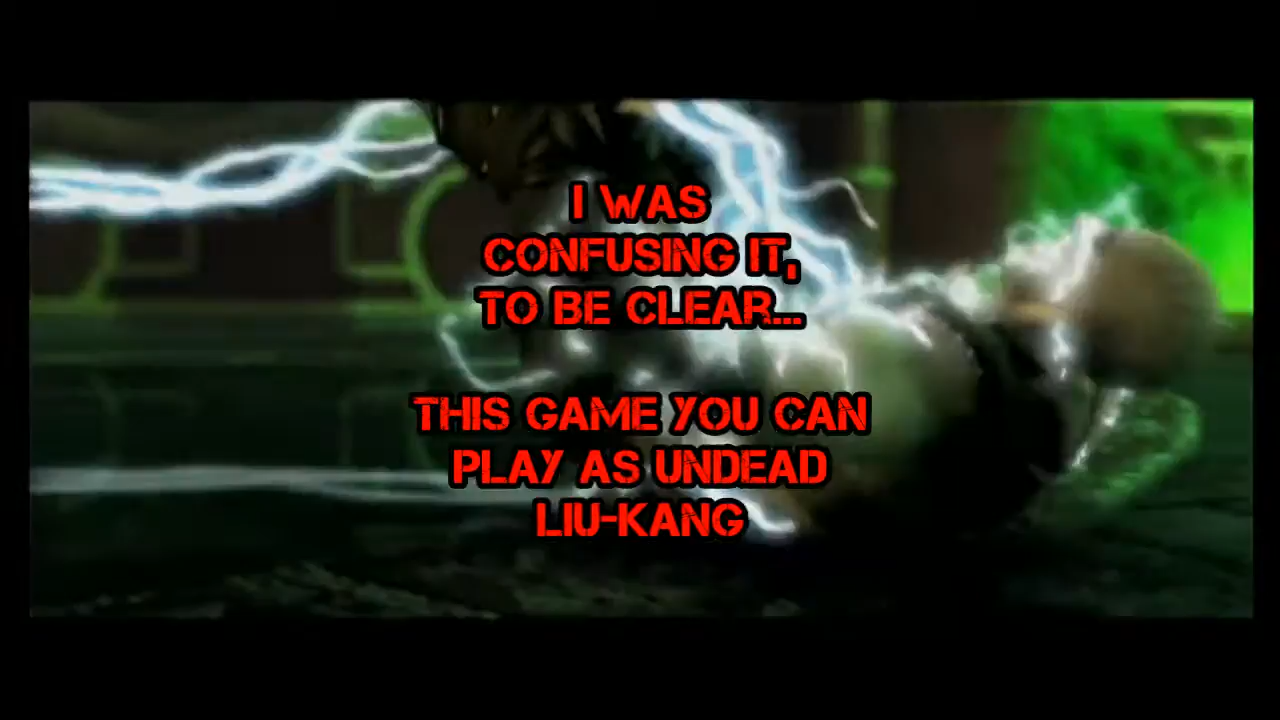 I WAS
CONFUSING IT,
TO BE CLEAR...
THIS GAME YOU CAN
PLAY AS UNDEAD
LIU-KANG